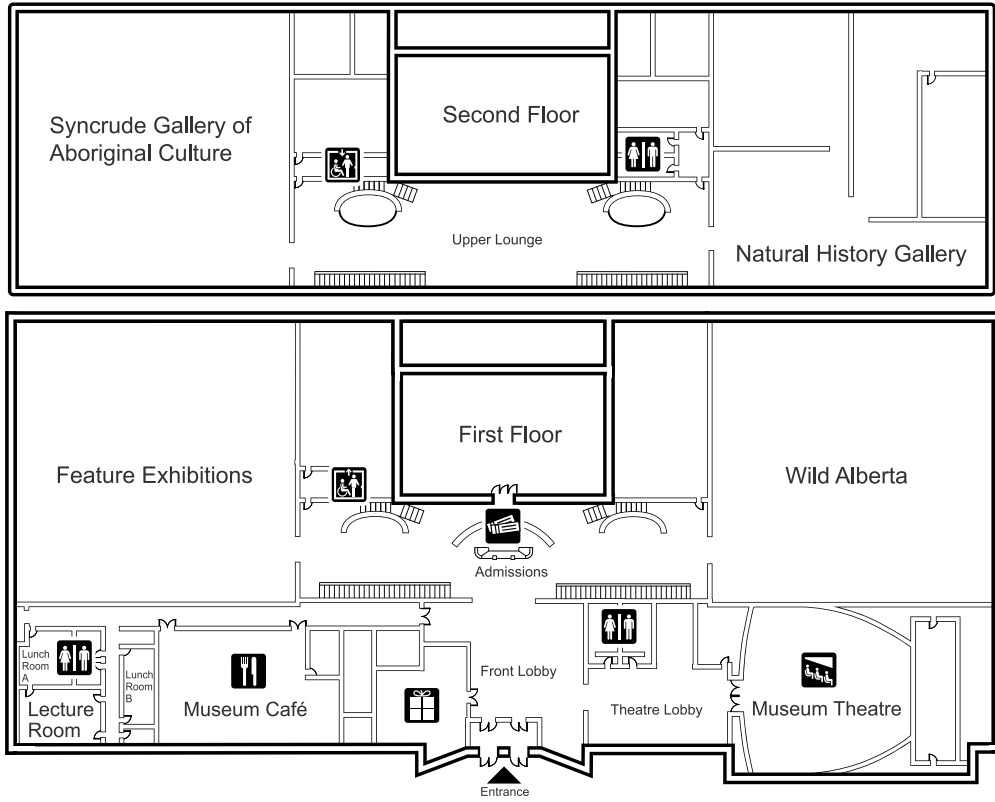 Syncrude Gallery of
Aboriginal Culture
Second Floor
Upper Lounge
Natural History Gallery
First Floor
Feature Exhibitions
Wild Alberta
Admissions
Lunch
Room
A
Lunch
Room
B
Front Lobby
Lecture
Room
Museum Café
Theatre Lobby
Museum Theatre
Entrance